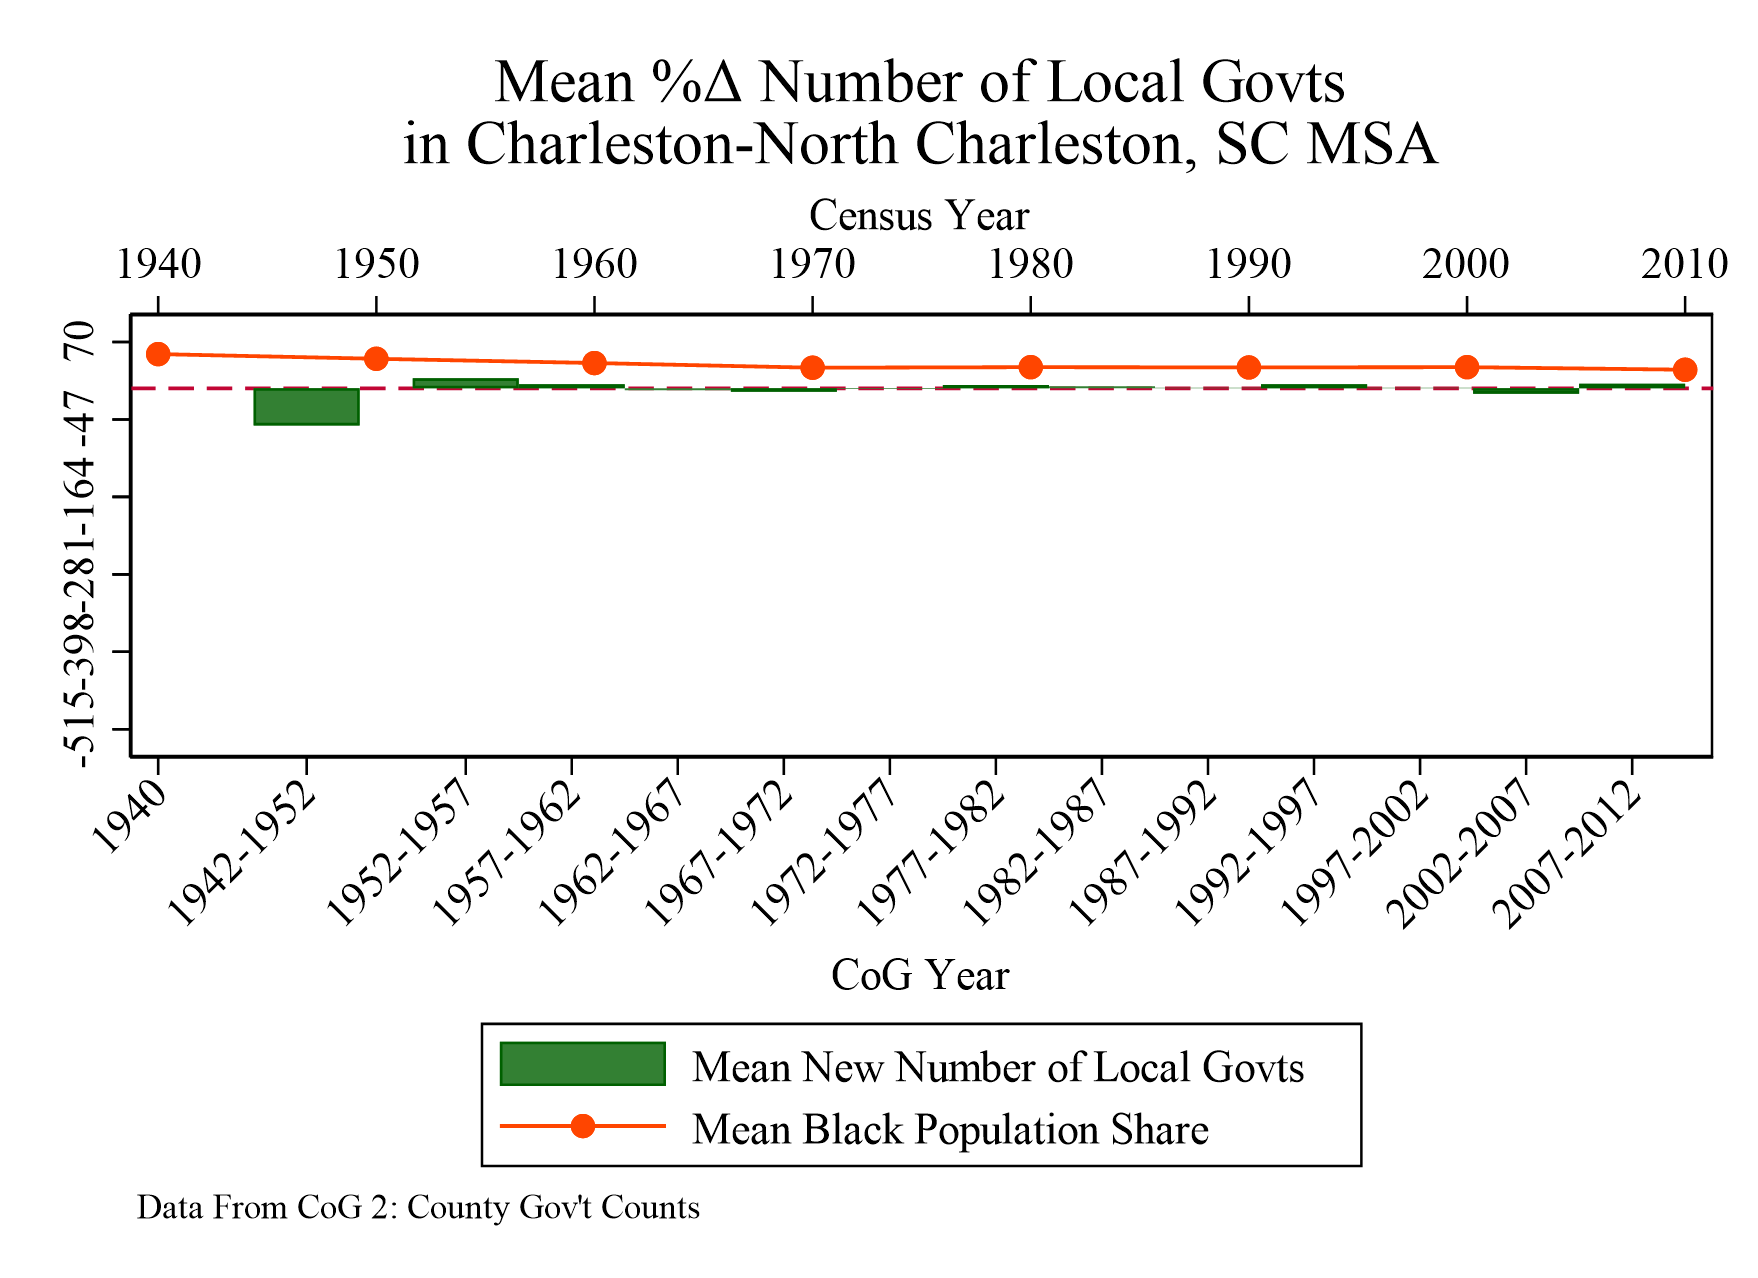 Mean %Δ Number of Local Govts
in Charleston-North Charleston, SC MSA
Census Year
1940 1950 1960 1970 1980 1990 2000 2010
70
-47
-164
-281
-398
-515
1940
1942-1952
1952-1957
1957-1962
1962-1967
1967-1972
1972-1977
1977-1982
1982-1987
1987-1992
1992-1997
1997-2002
2002-2007
2007-2012
CoG Year
Mean New Number of Local Govts
Mean Black Population Share
Data From CoG 2: County Gov't Counts